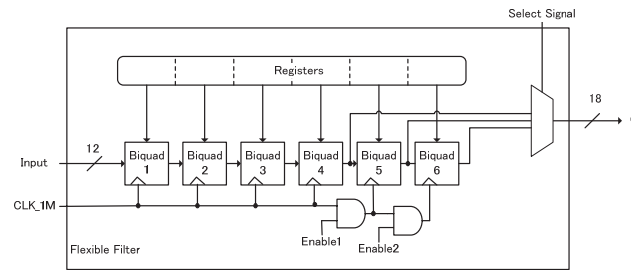 Select Signal
Registers
18
12
Input
Biquad 1
Biquad 2
Biquad 3
Biquad 4
Biquad 5
Biquad 6
CLK_1M
Enable1
Enable2
Flexible Filter